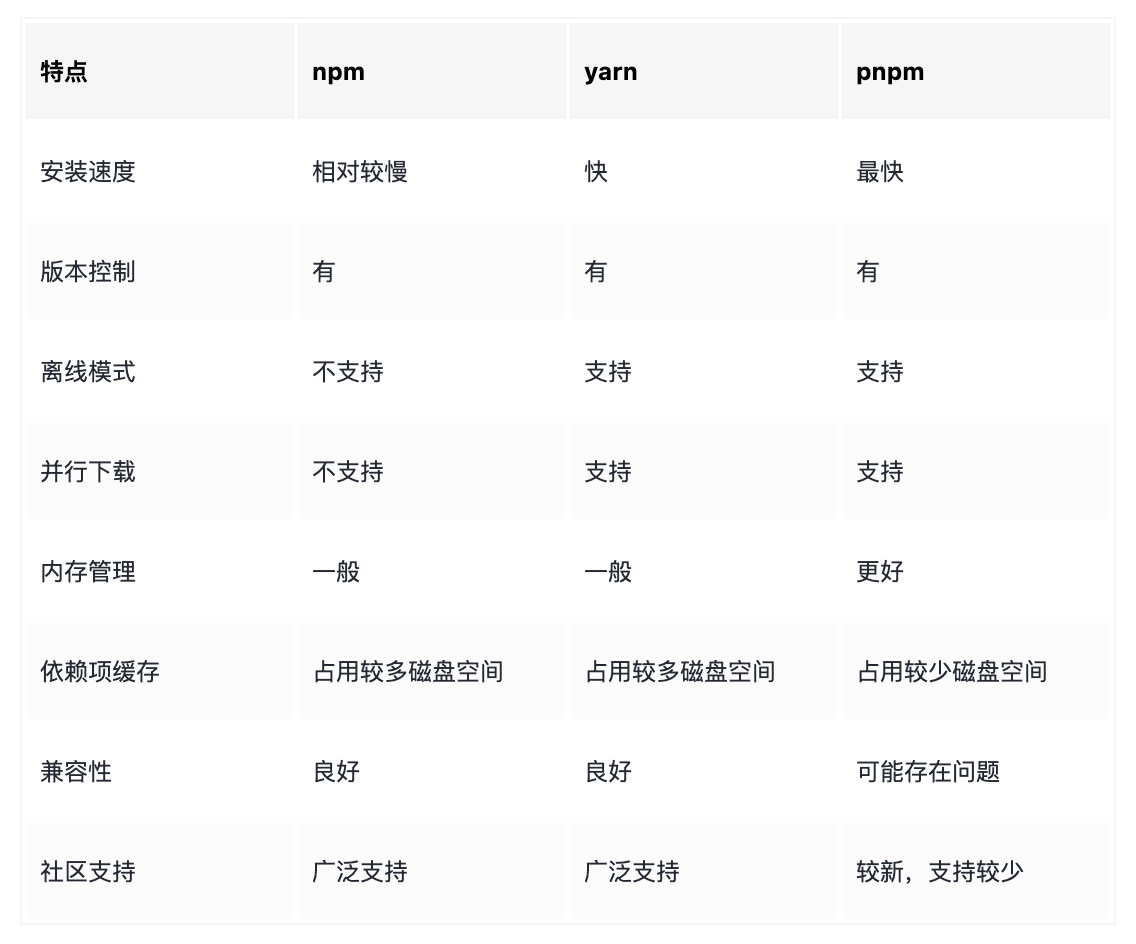 特点 npm yarn pnpm
安装速度 相对较慢 快 最快
版本控制 有 有 有
离线模式 不支持 支持 支持
并行下载 不支持 支持 支持
内存管理 一般 一般 更好
依赖项缓存 占用较多磁盘空间 占用较多磁盘空间 占用较少磁盘空间
兼容性 良好 良好 可能存在问题
社区支持 广泛支持 广泛支持 较新，支持较少